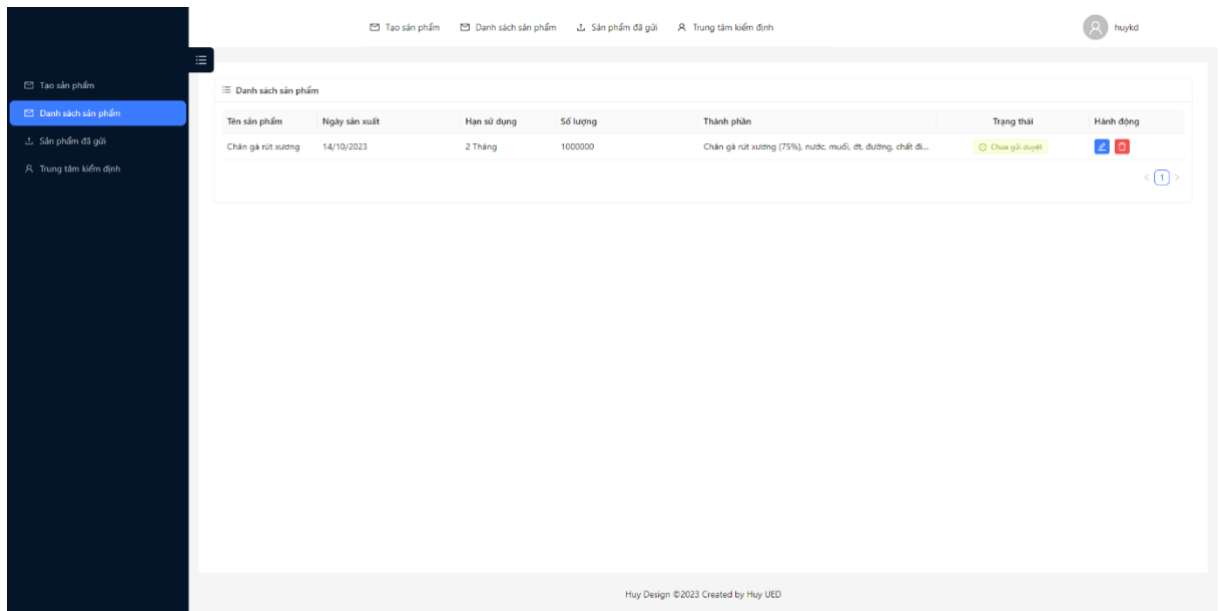 Tạo sản phẩm Danh sách sản phẩm Sản phẩm đã gửi Trung tâm kiểm định huykd
Tạo sản phẩm
Danh sách sản phẩm
Sản phẩm đã gửi
Trung tâm kiểm định
Danh sách sản phẩm
Tên sản phẩm Ngày sản xuất Hạn sử dụng Số lượng Thành phần Trạng thái Hành động
Chân gà rút xương 14/10/2023 2 Tháng 1000000 Chân gà rút xương (75%), nước, muối, ớt, đường, chất đi... Chưa gửi duyệt
< 1 >
Huy Design ©2023 Created by Huy UED